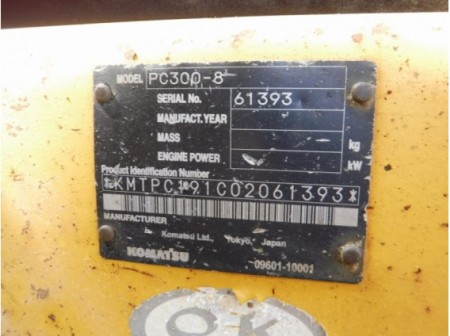 MODEL PC300-8
SERIAL No. 61393
MANUFACT.YEAR
MASS kg
ENGINE POWER kW
Product Identification Number
MANUFACTURER
Komatsu Ltd., Tokyo, Japan
KOMATSU 09601-10001